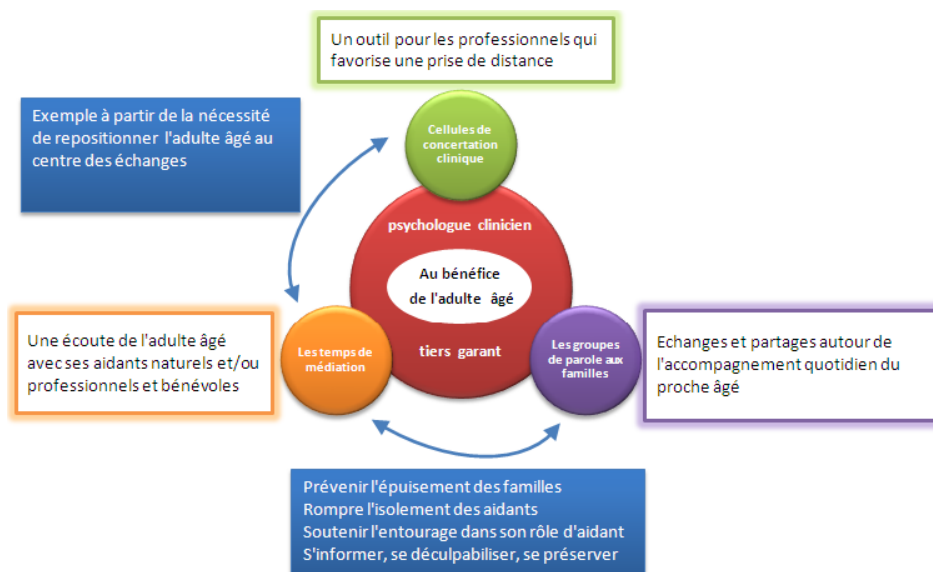 Un outil pour les professionnels qui
favorise une prise de distance
Exemple à partir de la nécessité
de repositionner l'adulte âgé au
centre des échanges
Cellules de
concertation
clinique
psychologue clinicien
Au bénéfice
de l'adulte âgé
tiers garant
Une écoute de l'adulte âgé
avec ses aidants naturels et/ou
professionnels et bénévoles
Les temps de
médiation
Les groupes
de parole aux
familles
Echanges et partages autour de
l'accompagnement quotidien du
proche âgé
Prévenir l'épuisement des familles
Rompre l'isolement des aidants
Soutenir l'entourage dans son rôle d'aidant
S'informer, se déculpabiliser, se préserver